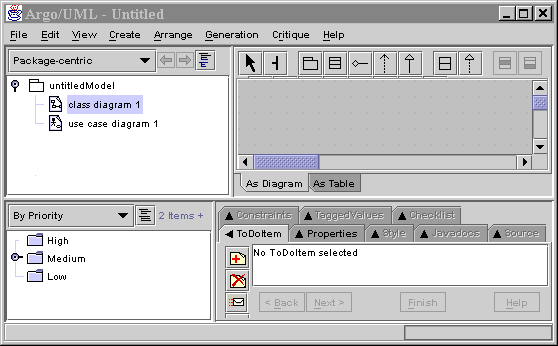 Argo/UML - Untitled
File Edit View Create Arrange Generation Critique Help
Package-centric
untitledModel
class diagram 1
use case diagram 1
As Diagram As Table
By Priority 2 Items +
High
Medium
Low
Constraints TaggedValues Checklist
ToDoItem Properties Style Javadocs Source
No ToDoItem selected
< Back Next > Finish Help